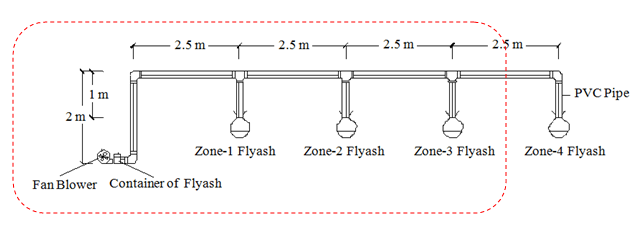 2.5 m 2.5 m 2.5 m 2.5 m
1 m
2 m
PVC Pipe
Zone-1 Flyash Zone-2 Flyash Zone-3 Flyash Zone-4 Flyash
Fan Blower Container of Flyash